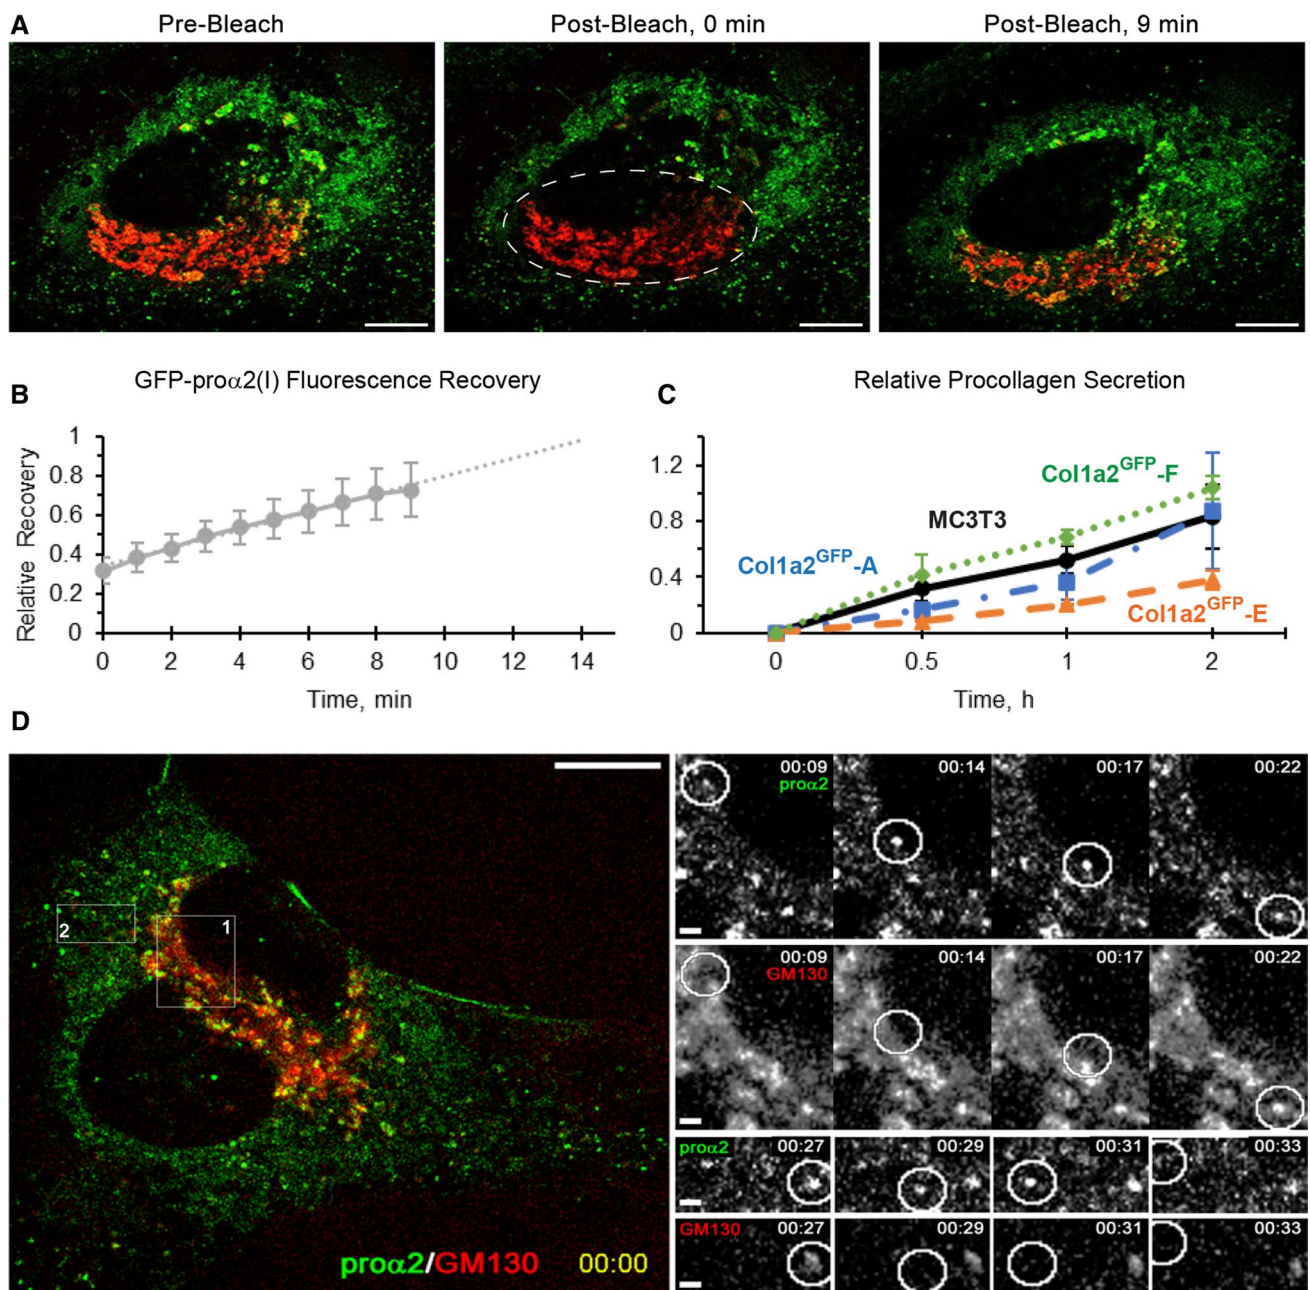 A
Pre-Bleach
Post-Bleach, 0 min
Post-Bleach, 9 min
B
GFP-proα2(I) Fluorescence Recovery
Relative Recovery
1
0.8
0.6
0.4
0.2
0
0 2 4 6 8 10 12 14
Time, min
C
Relative Procollagen Secretion
1.2
0.8
0.4
0
Col1a2GFP-F
MC3T3
Col1a2GFP-A
Col1a2GFP-E
0 0.5 1 2
Time, h
D
2
1
proα2/GM130 00:00
00:09 00:14 00:17 00:22
proα2
00:09 00:14 00:17 00:22
GM130
proα2 00:27 00:29 00:31 00:33
GM130 00:27 00:29 00:31 00:33